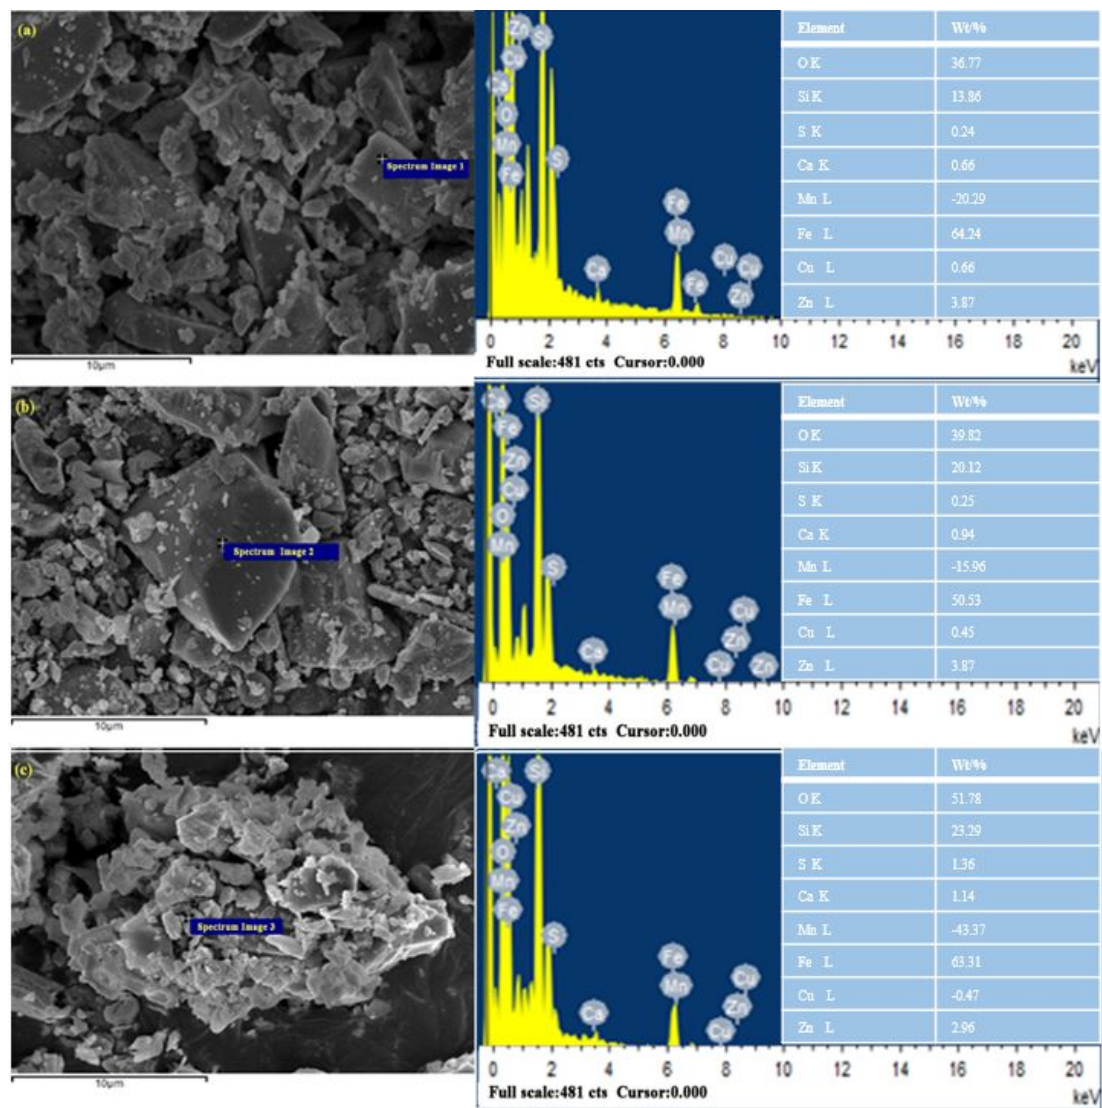 (a)
Spectrum Image 1
10μm
Zn
Si
Cu
Ca
O
Mn
Fe
S
Ca
Fe
Mn
Fe
Cu
Cu
Zn
0 2 4 6 8 10 12 14 16 18 20
keV
Full scale:481 cts Cursor:0.000
Element Wt/%
O K 36.77
Si K 13.86
S K 0.24
Ca K 0.66
Mn L -20.29
Fe L 64.24
Cu L 0.66
Zn L 3.87
(b)
Spectrum Image 2
10μm
Ca
Si
Fe
Zn
Cu
O
Mn
S
Ca
Fe
Mn
Cu
Zn
Cu
Zn
0 2 4 6 8 10 12 14 16 18 20
keV
Full scale:481 cts Cursor:0.000
Element Wt/%
O K 39.82
Si K 20.12
S K 0.25
Ca K 0.94
Mn L -15.96
Fe L 50.53
Cu L 0.45
Zn L 3.87
(c)
Spectrum Image 3
10μm
Ca
Si
Cu
Zn
O
Mn
Fe
S
Ca
Fe
Mn
Cu
Zn
Cu
0 2 4 6 8 10 12 14 16 18 20
keV
Full scale:481 cts Cursor:0.000
Element Wt/%
O K 51.78
Si K 23.29
S K 1.36
Ca K 1.14
Mn L -43.37
Fe L 63.31
Cu L -0.47
Zn L 2.96